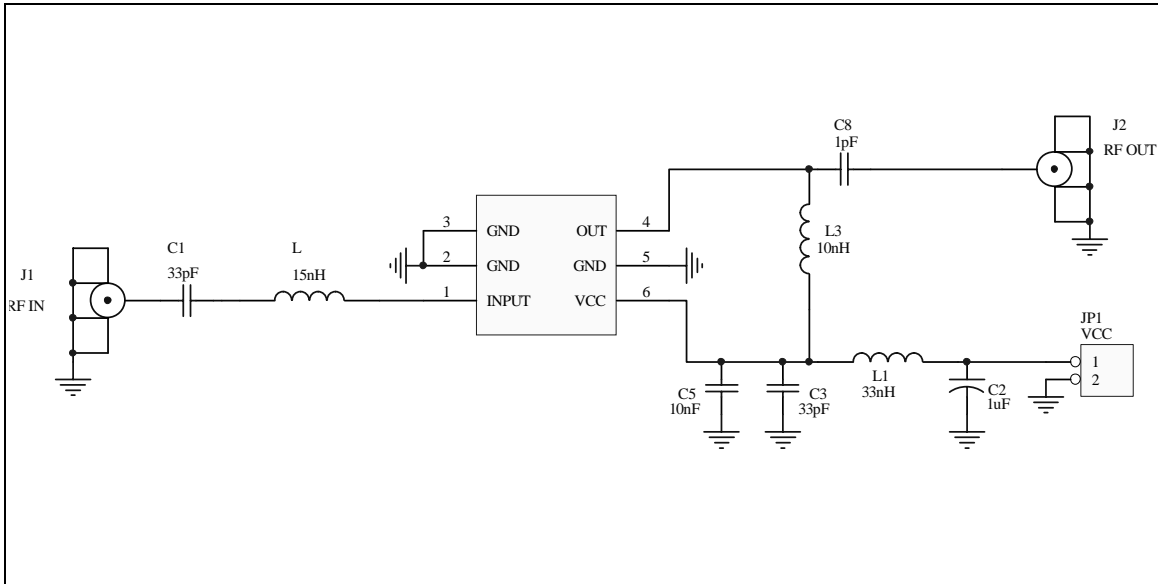 C8
1pF
J2
RF OUT
3
GND
OUT
4
L3
10nH
C1
33pF
L
15nH
2
GND
GND
5
J1
RF IN
1
INPUT
VCC
6
JP1
VCC
1
2
C5
10nF
C3
33pF
L1
33nH
C2
1uF